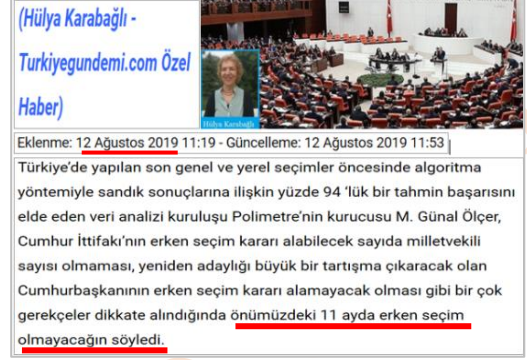 (Hülya Karabağlı -
Turkiyegundemi.com Özel
Haber)
Hülya Karabağlı
Eklenme: 12 Ağustos 2019 11:19 - Güncelleme: 12 Ağustos 2019 11:53
Türkiye’de yapılan son genel ve yerel seçimler öncesinde algoritma
yöntemiyle sandık sonuçlarına ilişkin yüzde 94 ‘lük bir tahmin başarısını
elde eden veri analizi kuruluşu Polimetre’nin kurucusu M. Günal Ölçer,
Cumhur İttifakı’nın erken seçim kararı alabilecek sayıda milletvekili
sayısı olmaması, yeniden adaylığı büyük bir tartışma çıkaracak olan
Cumhurbaşkanının erken seçim kararı alamayacak olması gibi bir çok
gerekçeler dikkate alındığında önümüzdeki 11 ayda erken seçim
olmayacağın söyledi.